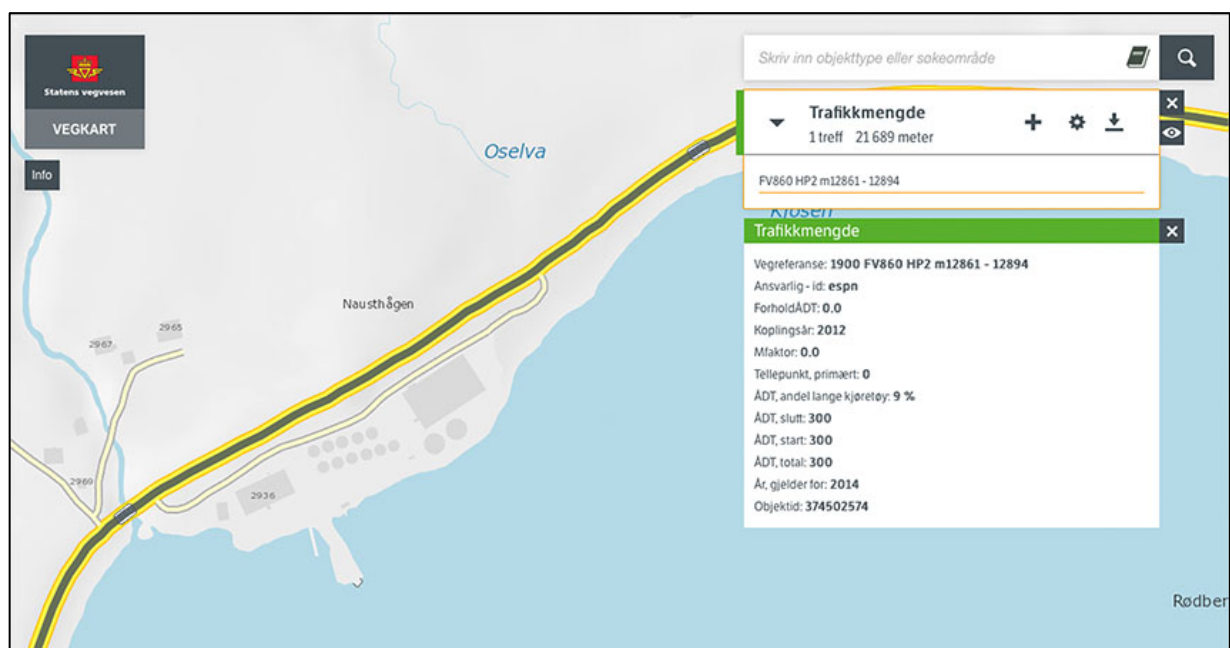 Statens vegvesen
VEGKART
Info
Skriv inn objekttype eller søkeområde
Trafikkmengde
1 treff 21 689 meter
FV860 HP2 m12861 - 12894
Oselva
Kjosen
Trafikkmengde
Vegreferanse: 1900 FV860 HP2 m12861 - 12894
Ansvarlig - id: espn
ForholdÅDT: 0.0
Koplingsår: 2012
Mfaktor: 0.0
Tellepunkt, primært: 0
ÅDT, andel lange kjøretøy: 9 %
ÅDT, slutt: 300
ÅDT, start: 300
ÅDT, total: 300
År, gjelder for: 2014
Objektid: 374502574
Nausthågen
2965
2967
2969
2936
Rødber